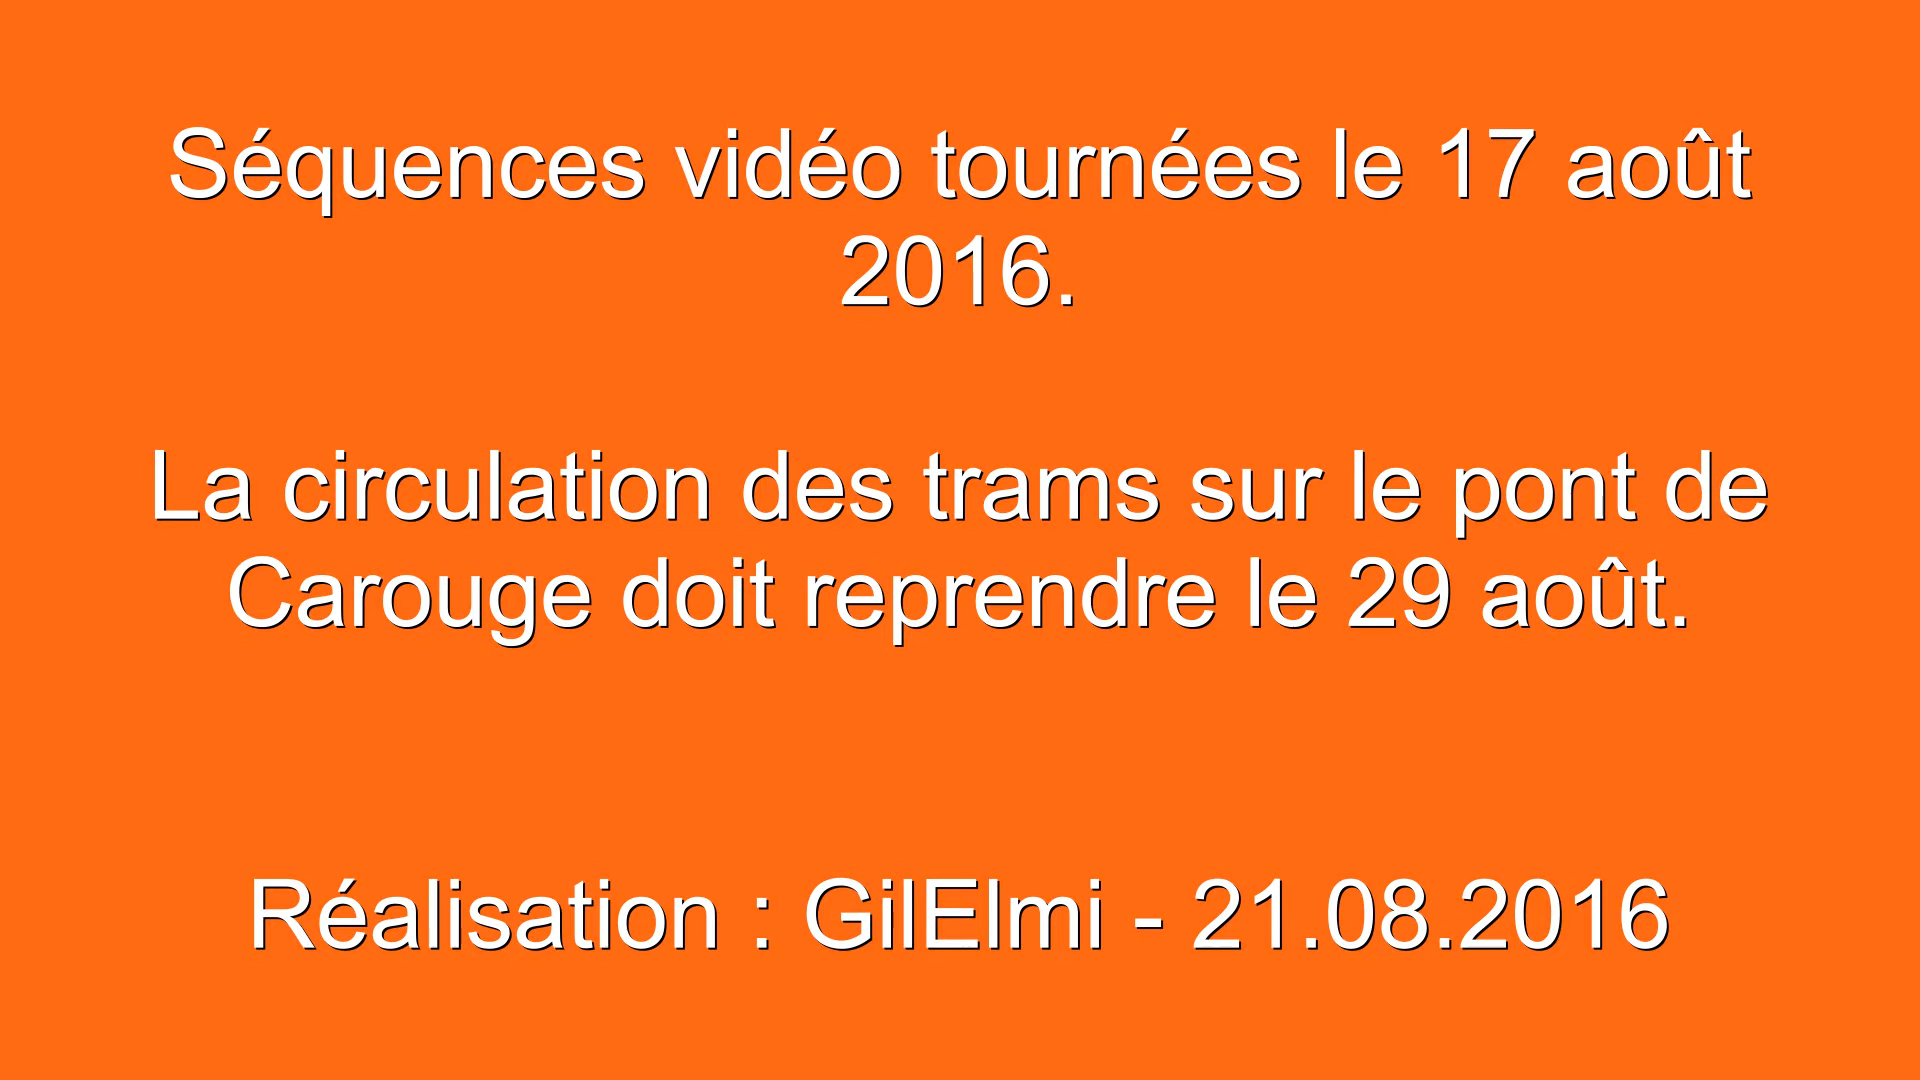 Séquences vidéo tournées le 17 août
2016.
La circulation des trams sur le pont de
Carouge doit reprendre le 29 août.
Réalisation : GilElmi - 21.08.2016